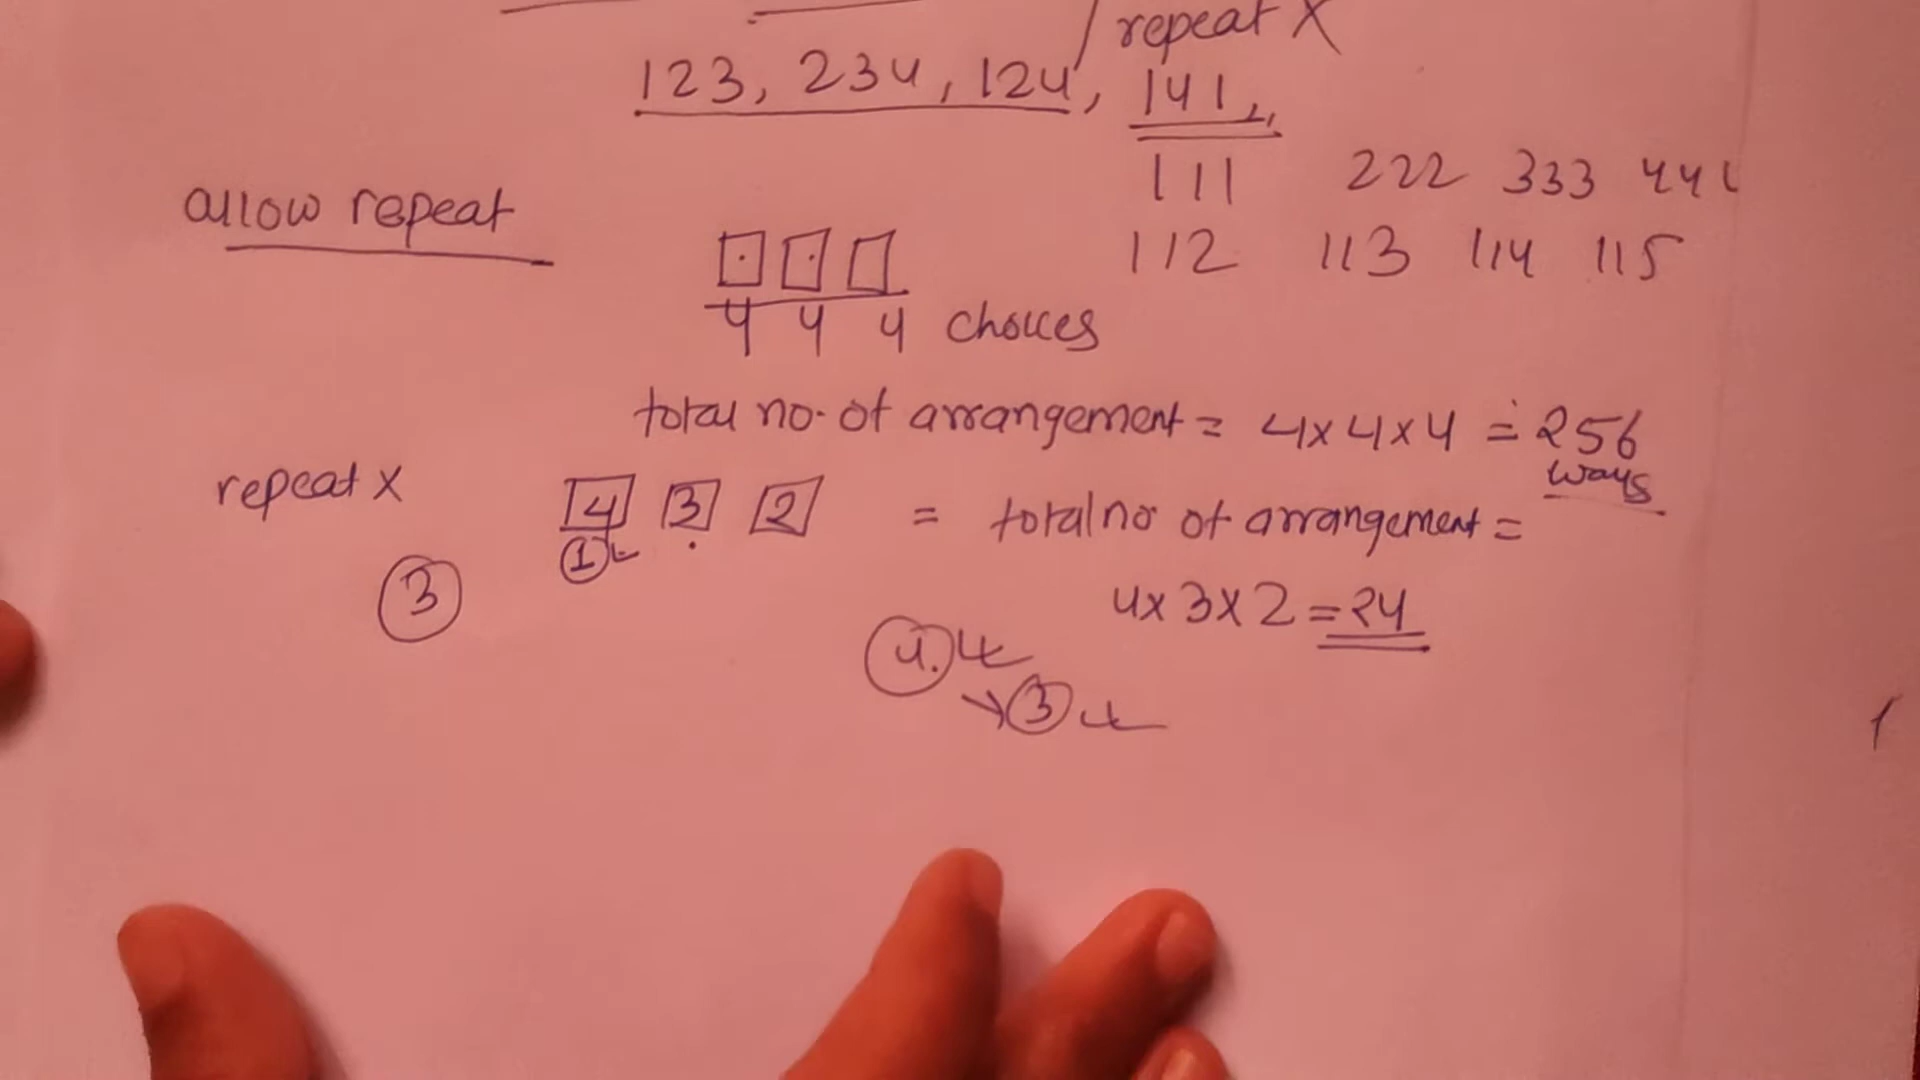 repeat X
123, 234, 124, 141,
111 222 333 444
allow repeat
112 113 114 115
4 4 4 choices
total no. of arrangement = 4x4x4 = 256
ways
repeat X 4 3 2 = total no of arrangement =
1
3
4x3x2 = 24
4.
3